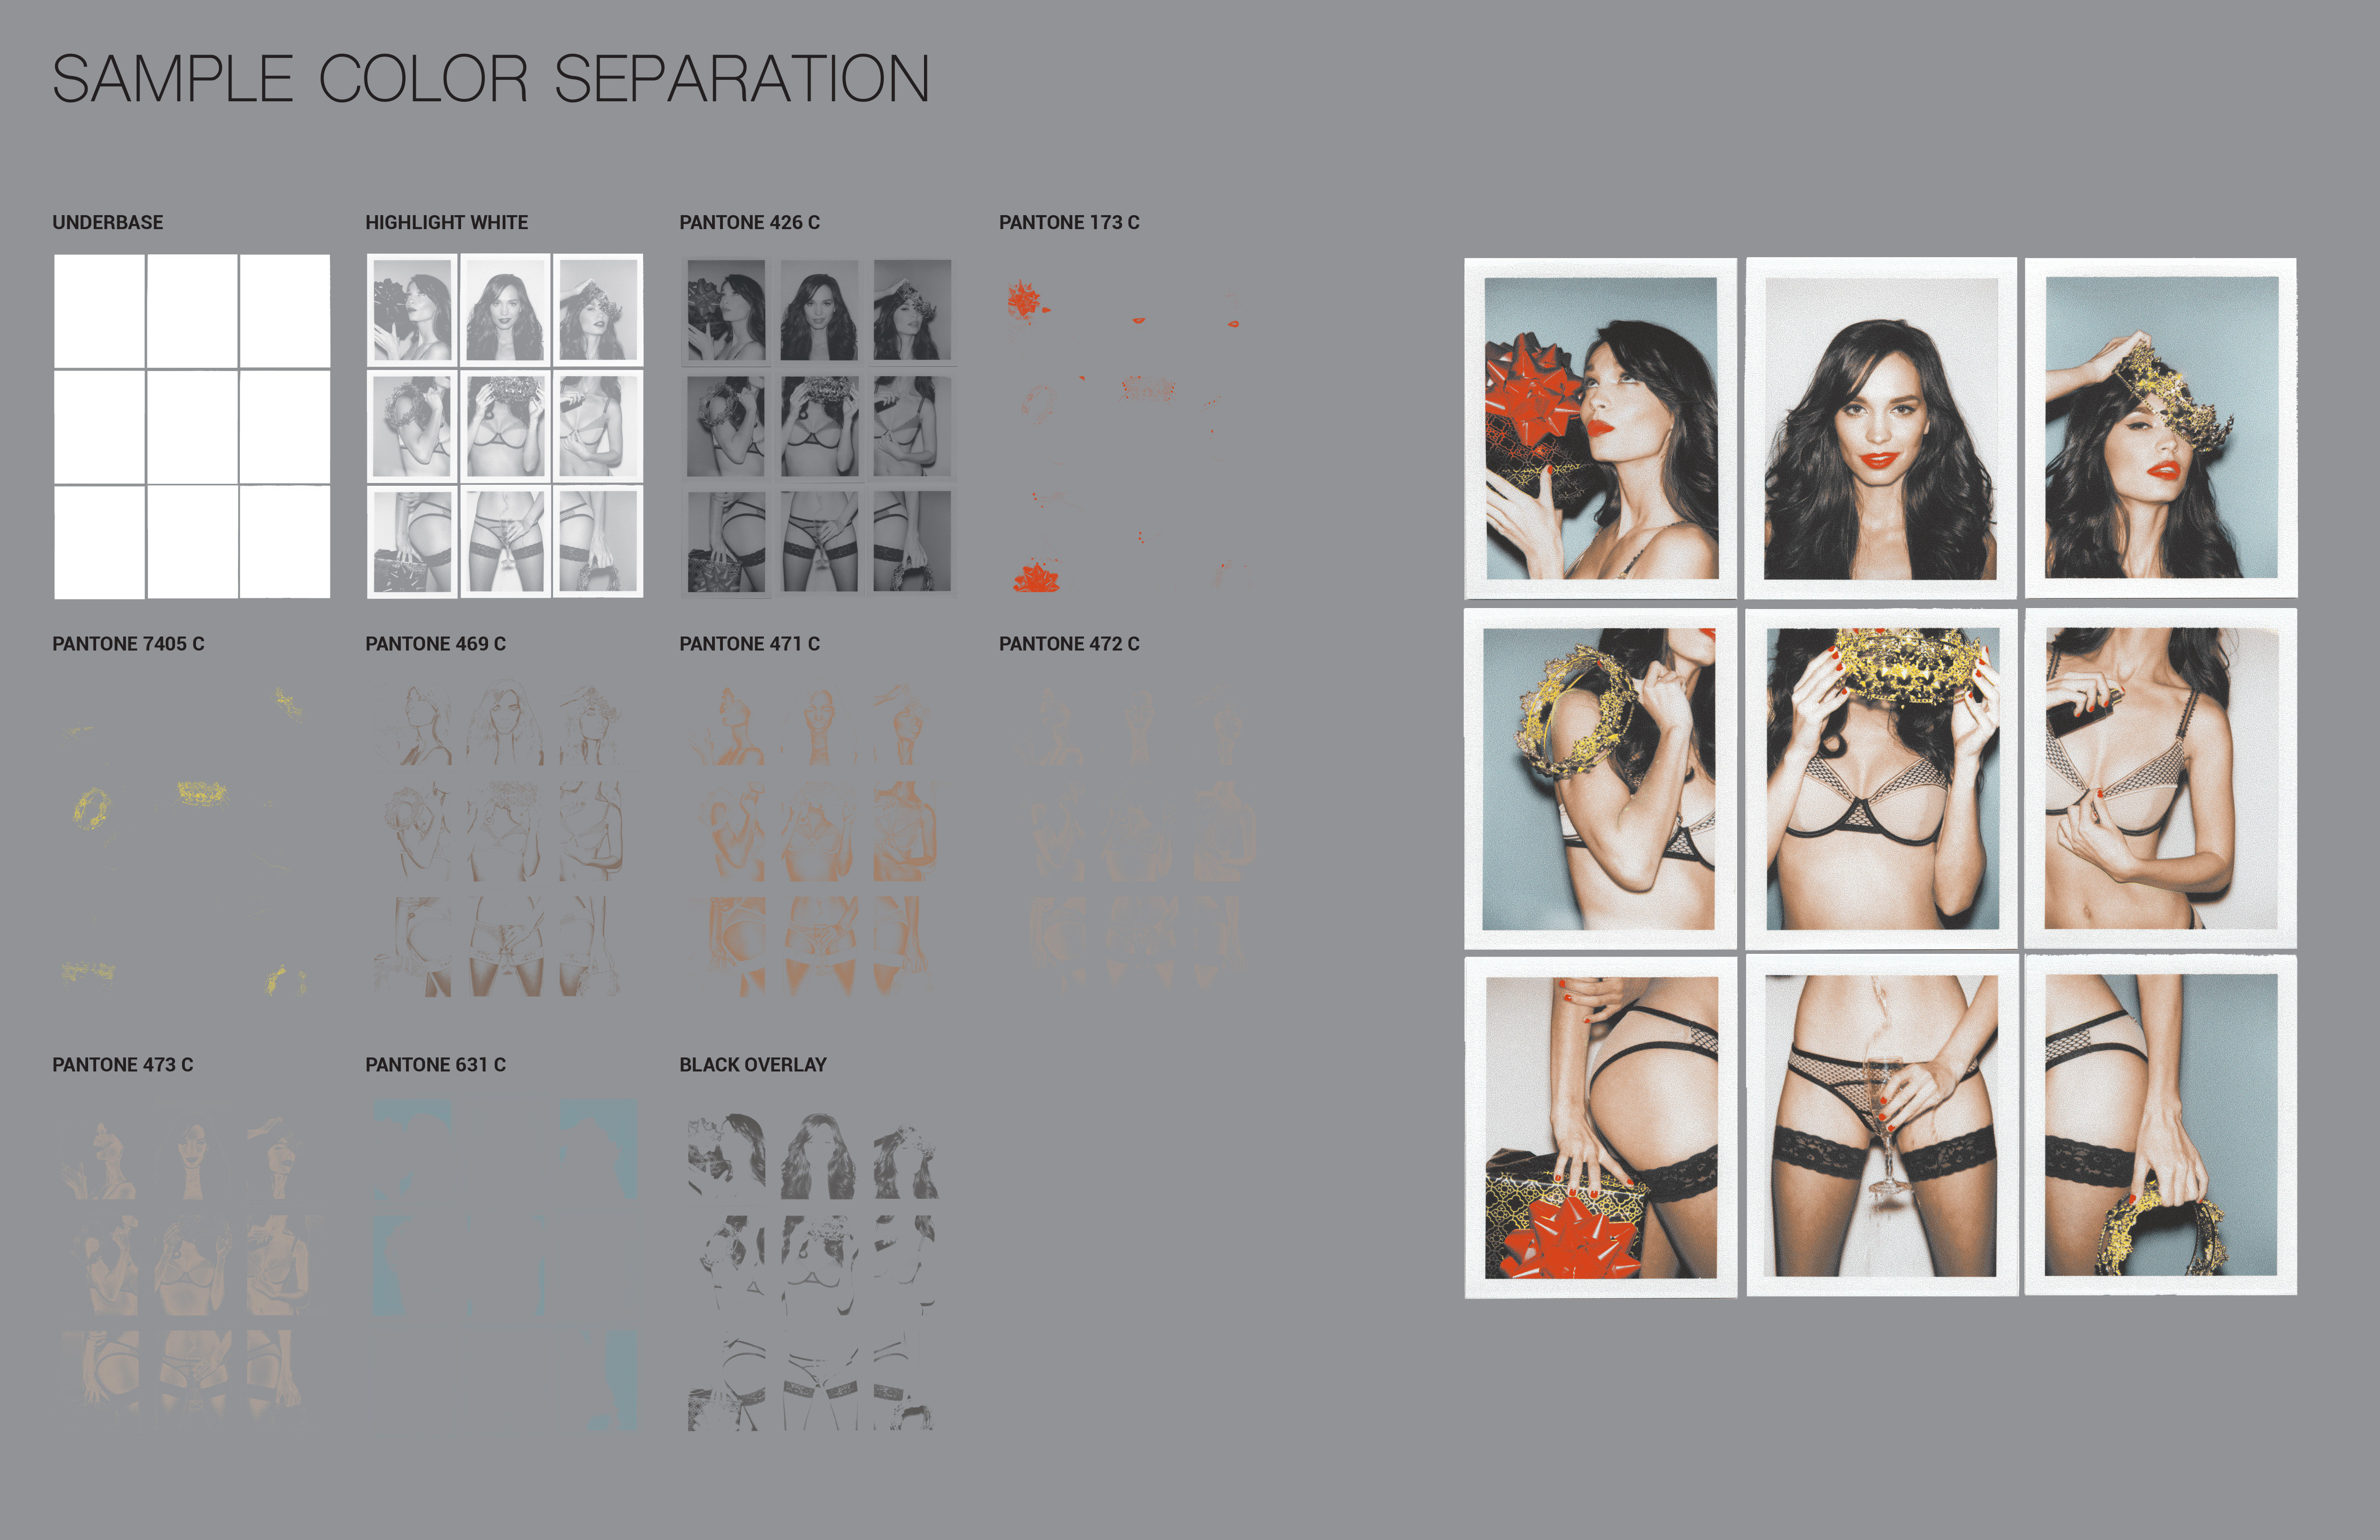 SAMPLE COLOR SEPARATION
UNDERBASE
HIGHLIGHT WHITE
PANTONE 426 C
PANTONE 173 C
PANTONE 7405 C
PANTONE 469 C
PANTONE 471 C
PANTONE 472 C
PANTONE 473 C
PANTONE 631 C
BLACK OVERLAY